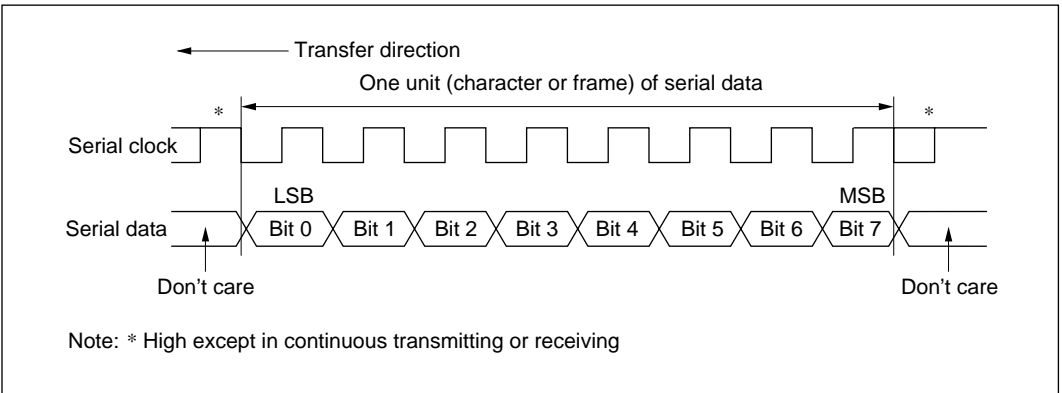 Transfer direction
One unit (character or frame) of serial data
* *
Serial clock
LSB MSB
Serial data Bit 0 Bit 1 Bit 2 Bit 3 Bit 4 Bit 5 Bit 6 Bit 7
Don't care Don't care
Note: * High except in continuous transmitting or receiving